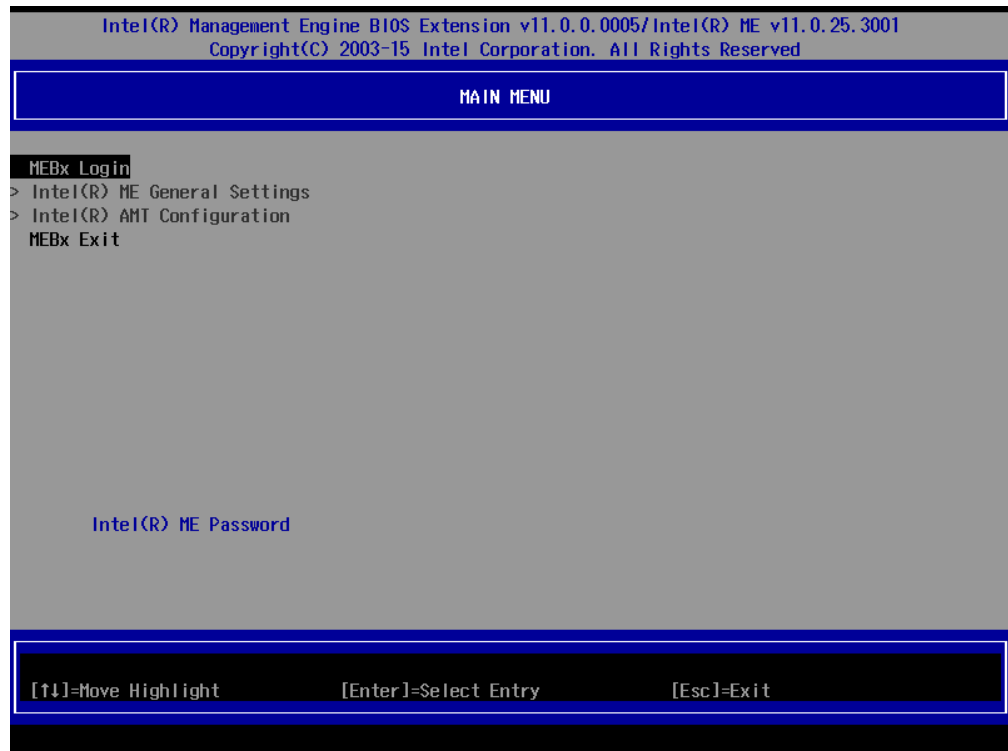 Intel(R) Management Engine BIOS Extension v11.0.0.0005/Intel(R) ME v11.0.25.3001
Copyright(C) 2003-15 Intel Corporation. All Rights Reserved
MAIN MENU
MEBx Login
> Intel(R) ME General Settings
> Intel(R) AMT Configuration
MEBx Exit
Intel(R) ME Password
[↑↓]=Move Highlight [Enter]=Select Entry [Esc]=Exit